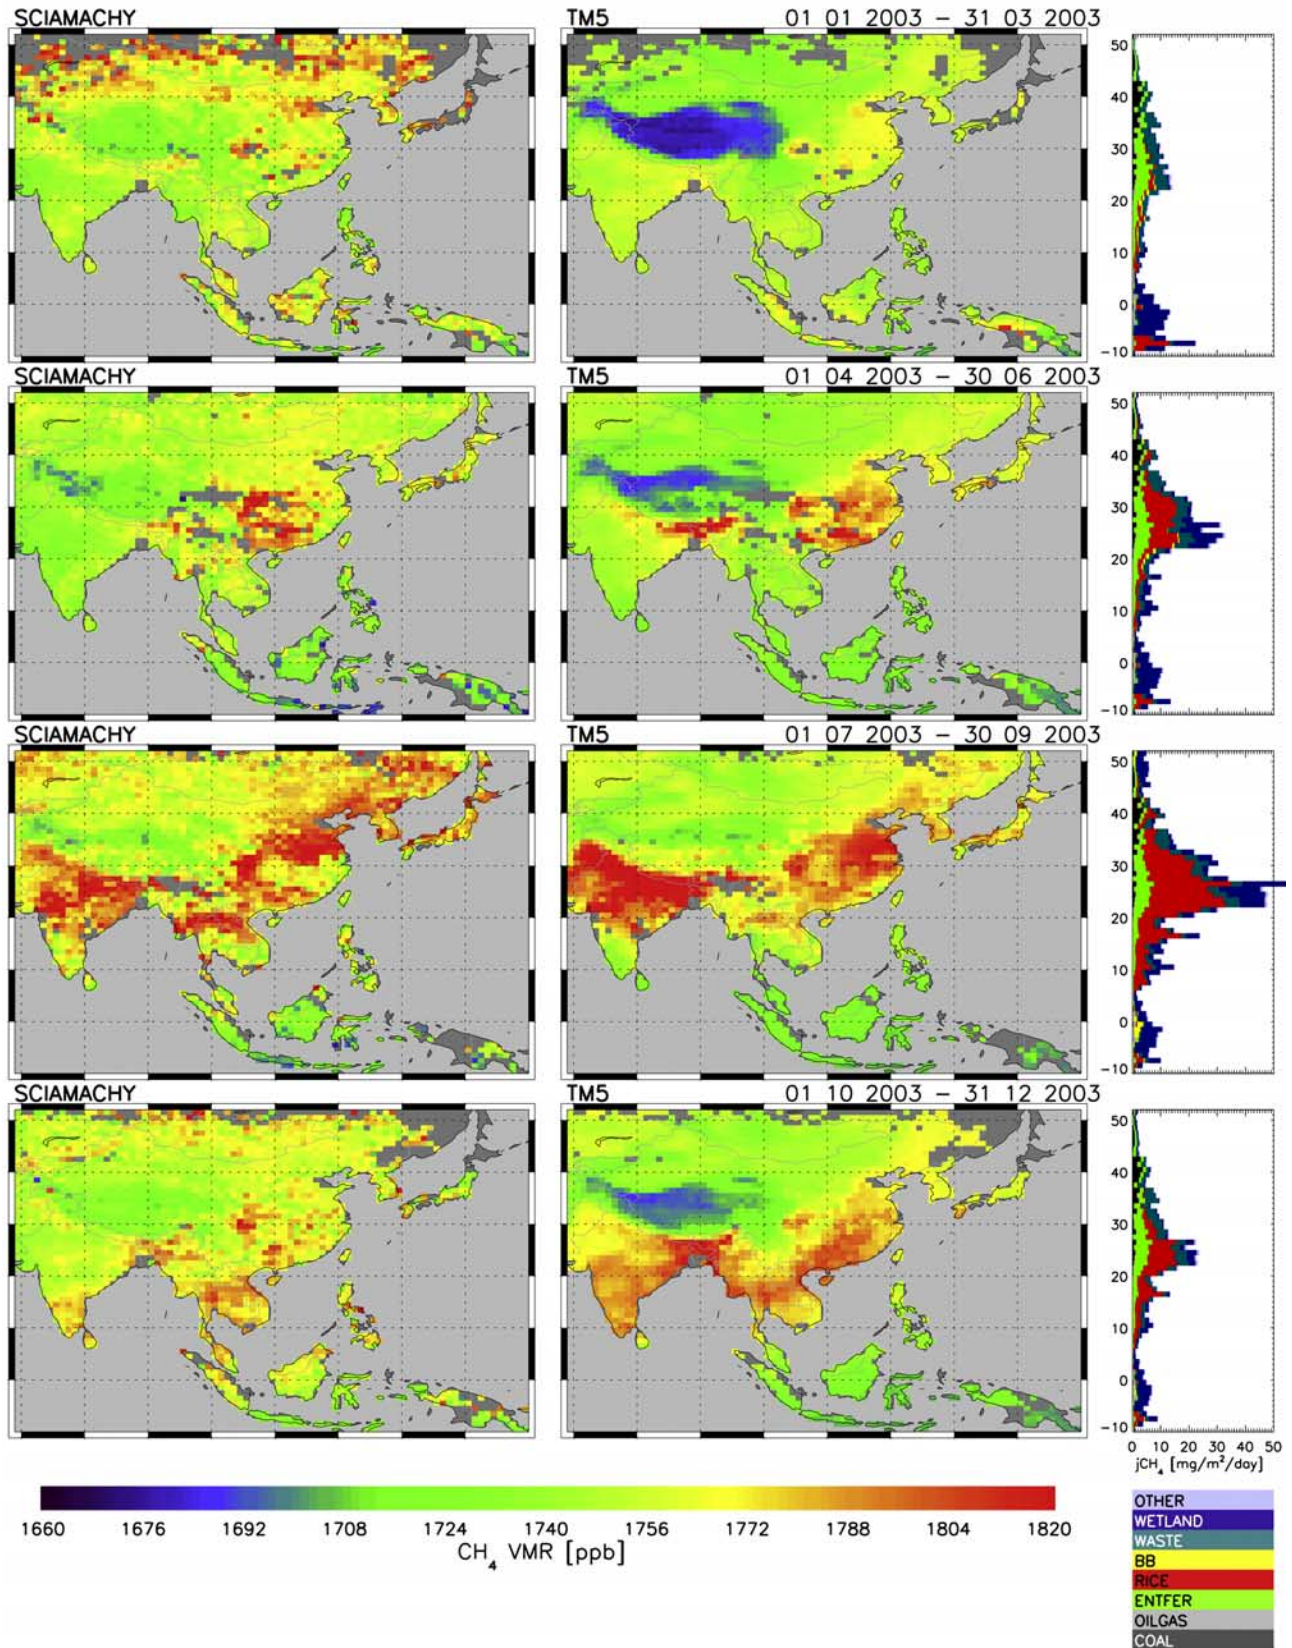 SCIAMACHY
TM5 01 01 2003 – 31 03 2003
50
40
30
20
10
0
−10
SCIAMACHY
TM5 01 04 2003 – 30 06 2003
50
40
30
20
10
0
−10
SCIAMACHY
TM5 01 07 2003 – 30 09 2003
50
40
30
20
10
0
−10
SCIAMACHY
TM5 01 10 2003 – 31 12 2003
50
40
30
20
10
0
−10
0 10 20 30 40 50
jCH₄ [mg/m²/day]
1660 1676 1692 1708 1724 1740 1756 1772 1788 1804 1820
CH₄ VMR [ppb]
OTHER
WETLAND
WASTE
BB
RICE
ENTFER
OILGAS
COAL